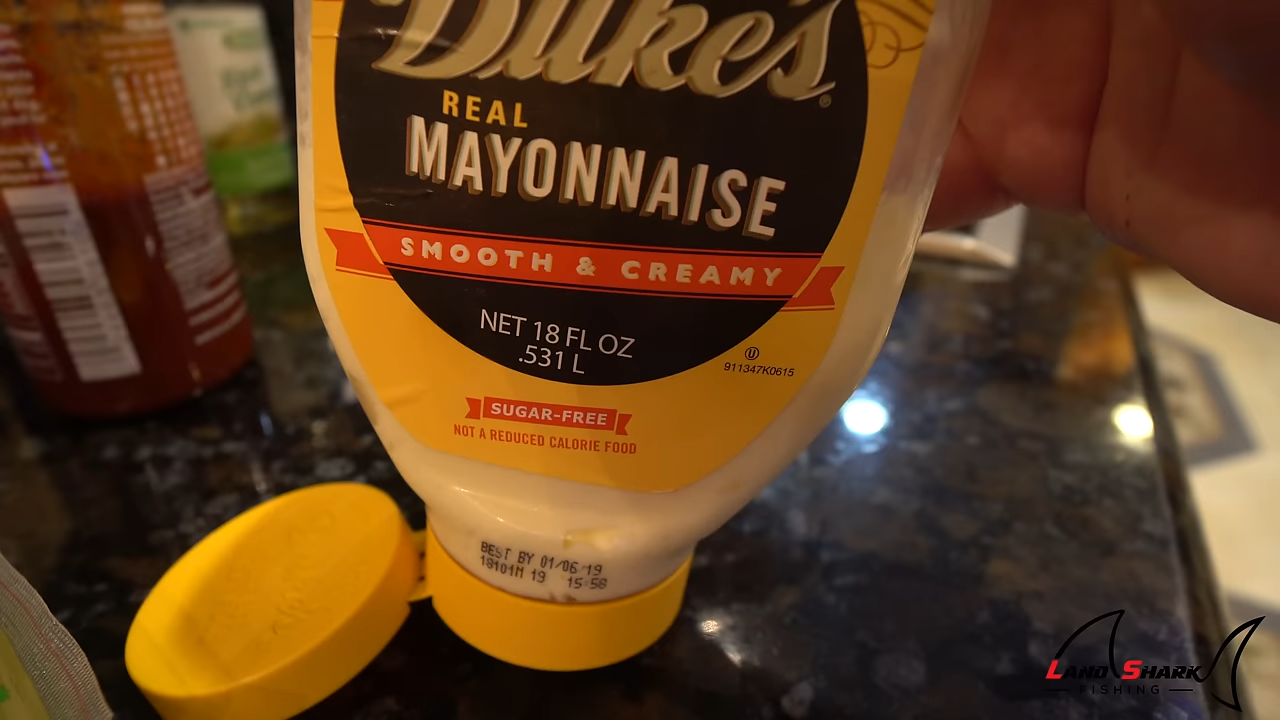 Duke's®
REAL
MAYONNAISE
SMOOTH & CREAMY
NET 18 FL OZ
.531 L
U
911347K0615
SUGAR-FREE
NOT A REDUCED CALORIE FOOD
BEST BY 01/06/19
18101M 19 15:58
LAND SHARK
FISHING